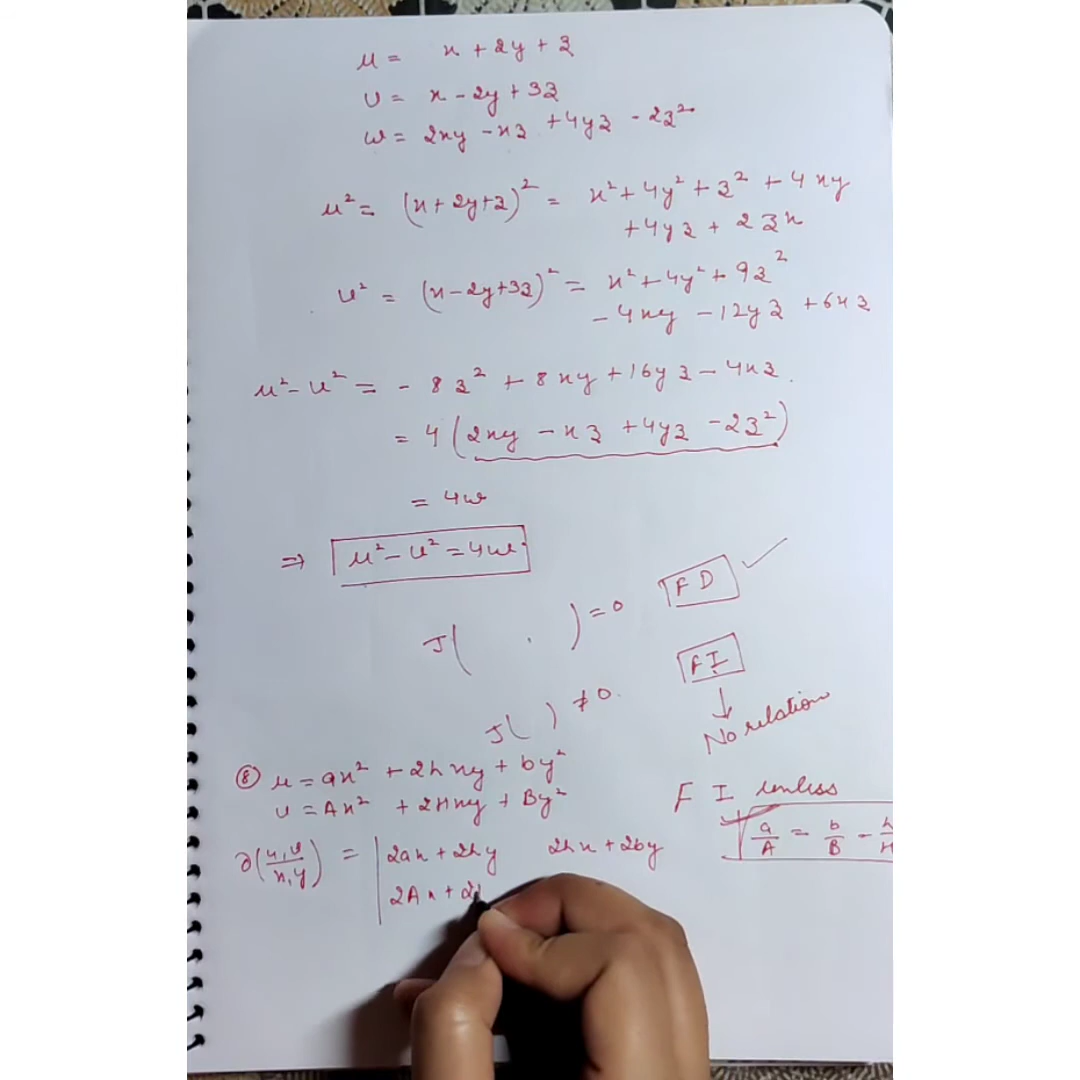 u = x + 2y + z
v = x - 2y + 3z
w = 2xy - xz + 4yz - 2z²
u² = (x + 2y + z)² = x² + 4y² + z² + 4xy
+ 4yz + 2zx
v² = (x - 2y + 3z)² = x² + 4y² + 9z²
- 4xy - 12yz + 6xz
u² - v² = - 8z² + 8xy + 16yz - 4xz.
= 4 (2xy - xz + 4yz - 2z²)
= 4w
⇒ u² - v² = 4w
J( . ) = 0 FD ✓
FI
↓
No relation
J( ) ≠ 0.
⑧ u = ax² + 2hxy + by²
v = Ax² + 2Hxy + By²
FI unless
a/A = b/B - h/H
∂(u,v/x,y) = | 2ax + 2hy 2hx + 2by
2Ax + 2